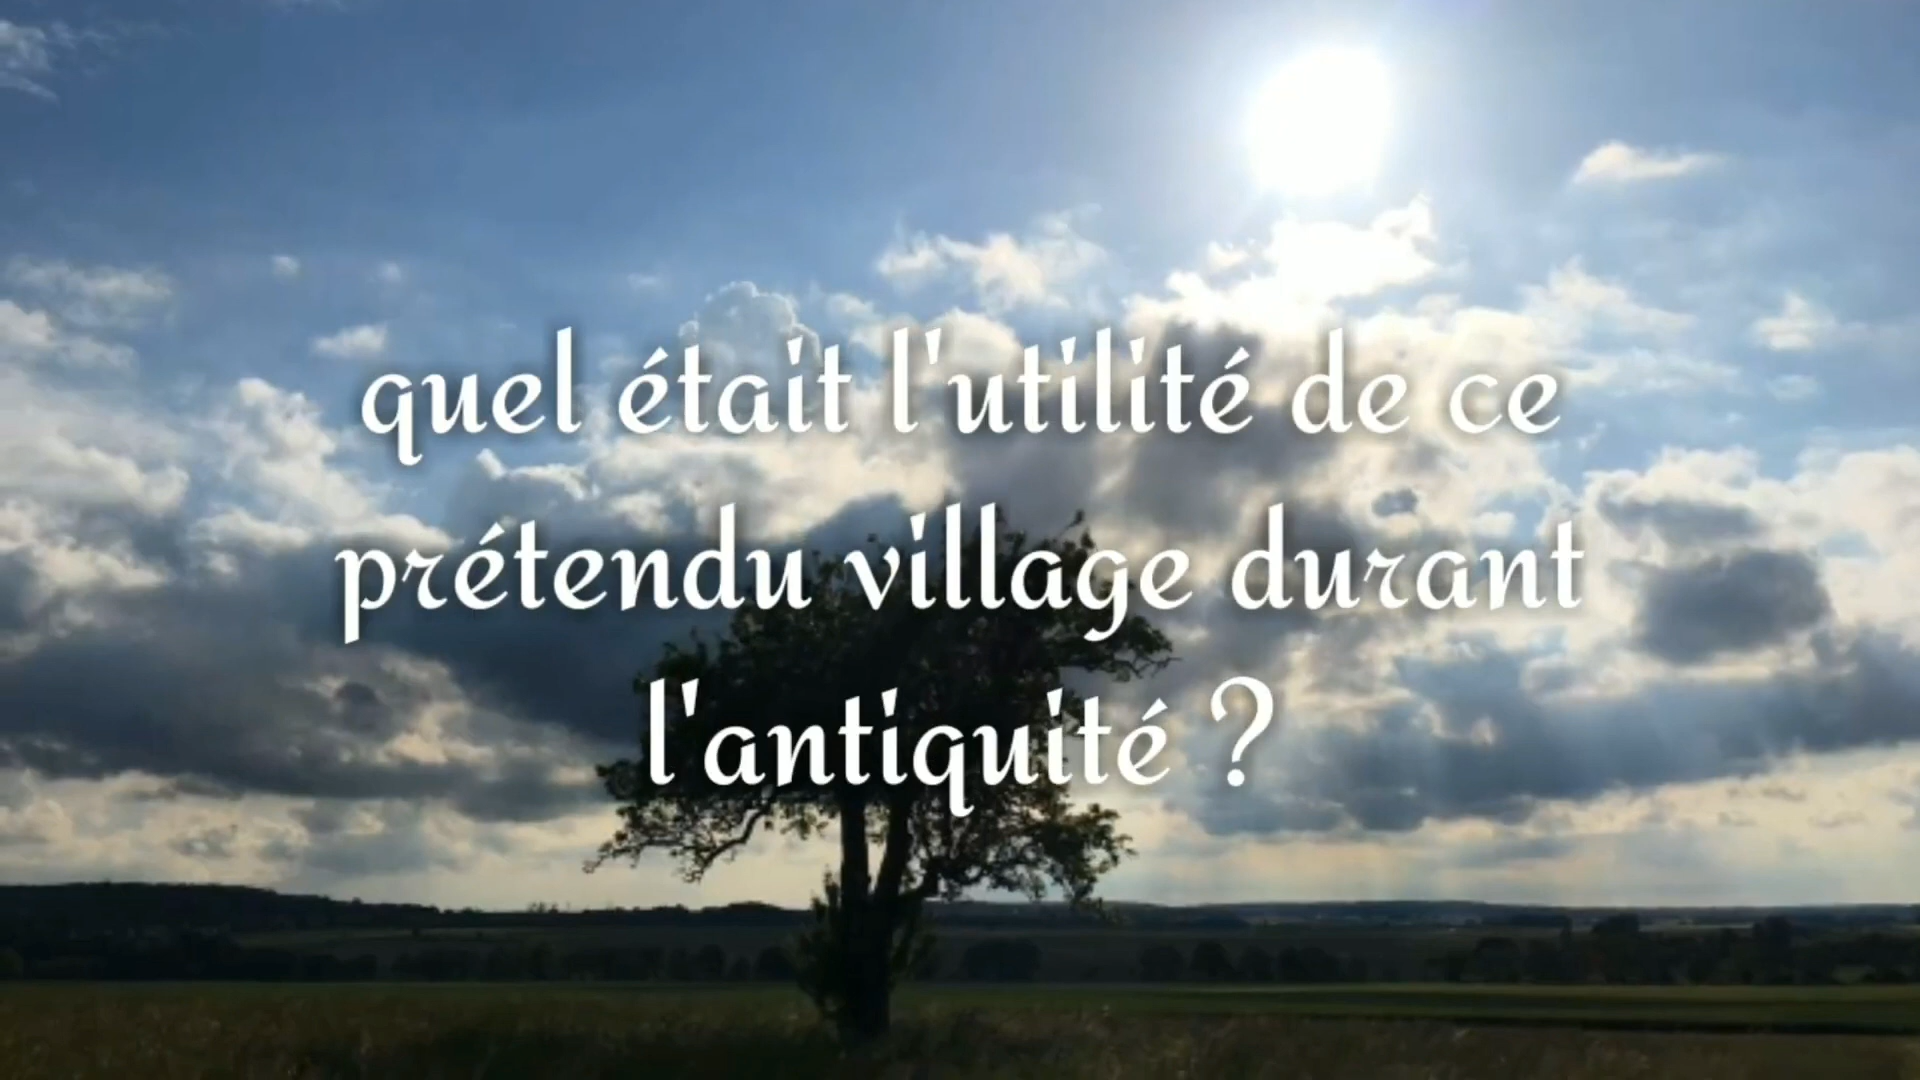 quel était l'utilité de ce
prétendu village durant
l'antiquité ?